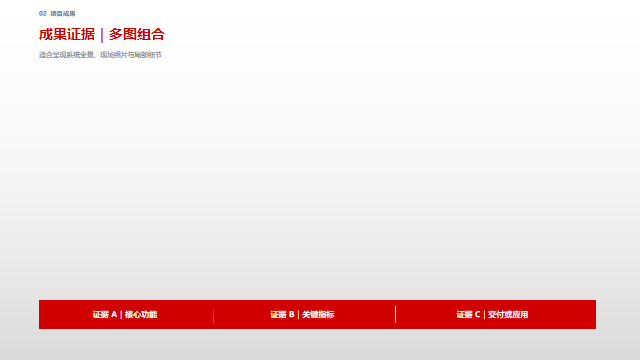 02 项目成果
成果证据｜多图组合
适合呈现系统全景、现场照片与局部细节
证据 A｜核心功能
证据 B｜关键指标
证据 C｜交付或应用